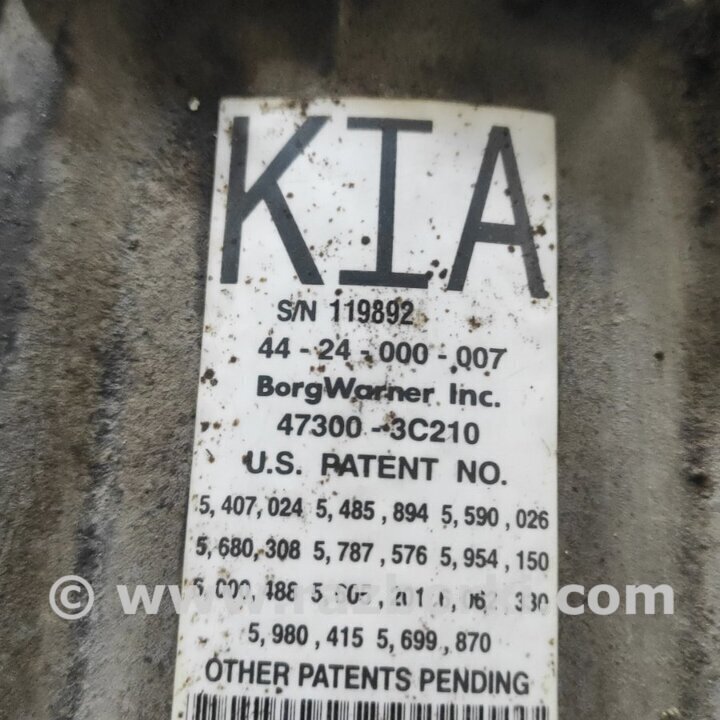 KIA
S/N 119892
44 - 24 - 000 - 007
BorgWarner Inc.
47300 - 3C210
U.S. PATENT NO.
5,407,024 5,485,894 5,590,026
5,680,308 5,787,576 5,954,150
5,980,415 5,699,870
OTHER PATENTS PENDING